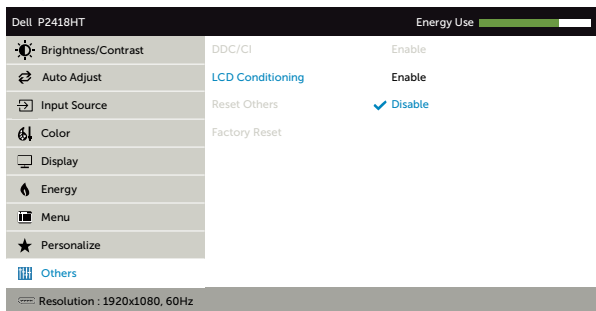 Dell P2418HT Energy Use
Brightness/Contrast DDC/CI Enable
Auto Adjust LCD Conditioning Enable
Input Source Reset Others Disable
Color Factory Reset
Display
Energy
Menu
Personalize
Others
Resolution : 1920x1080, 60Hz